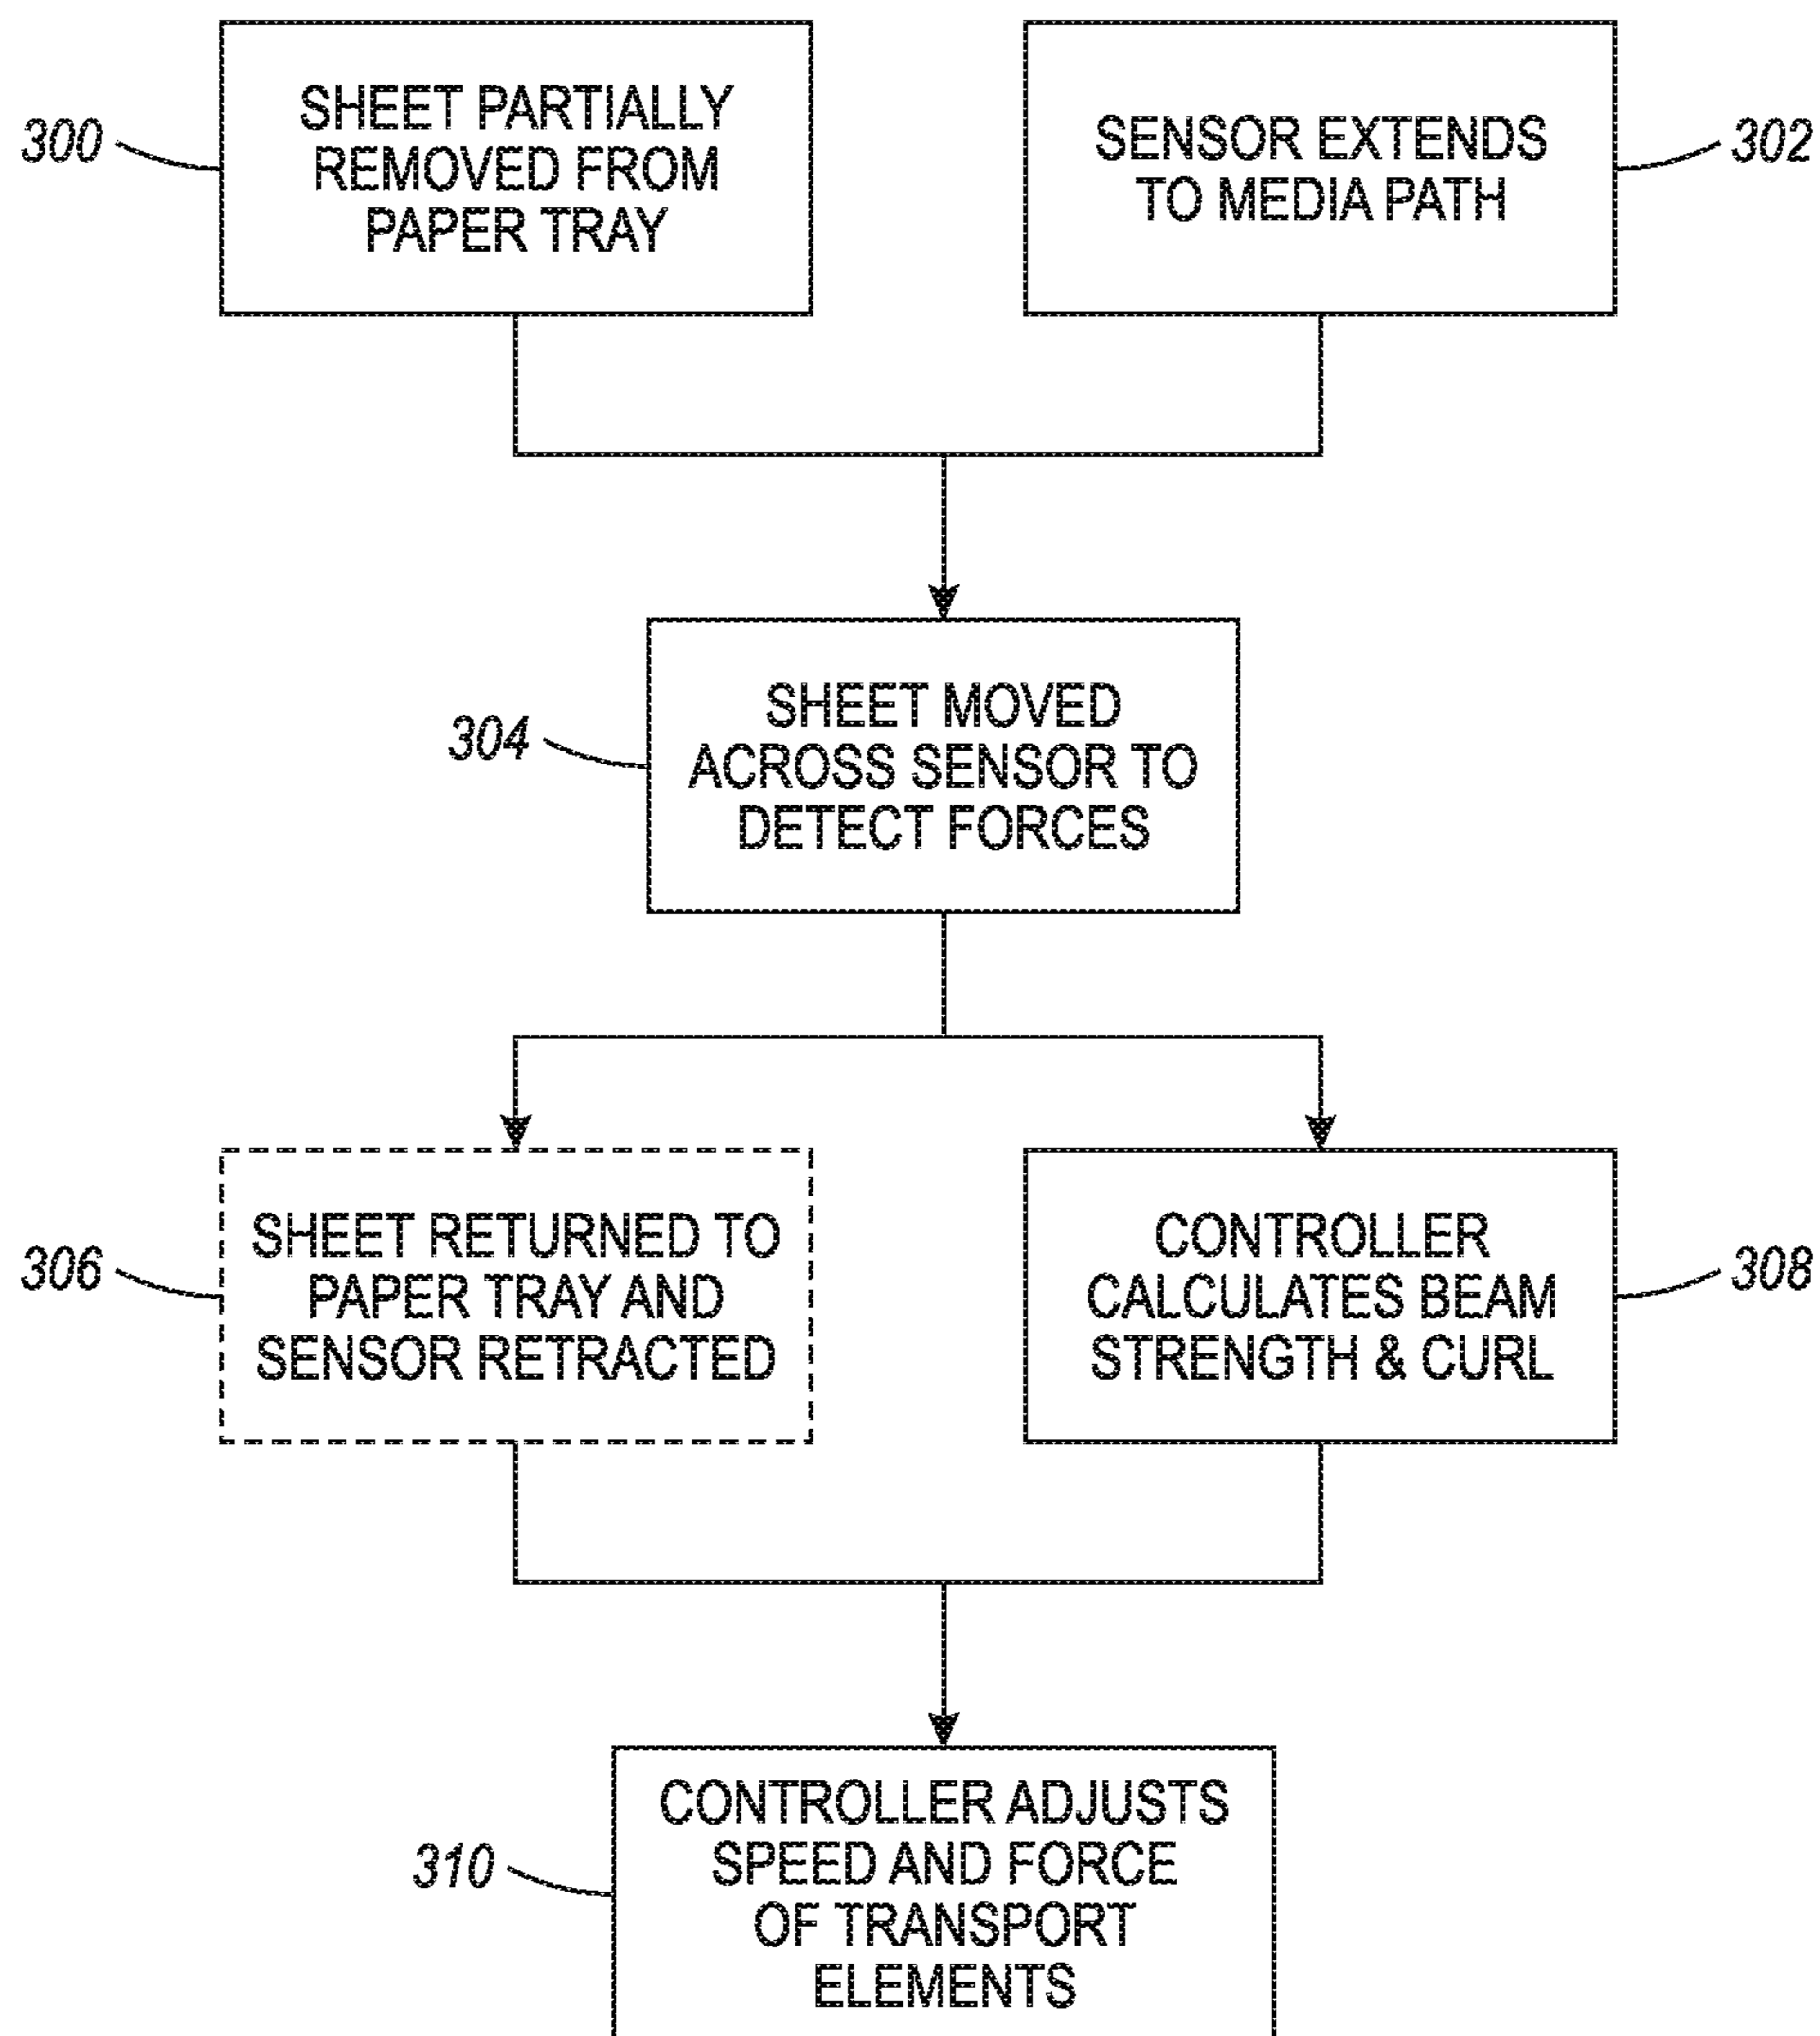 300
SHEET PARTIALLY
REMOVED FROM
PAPER TRAY
SENSOR EXTENDS
TO MEDIA PATH
302
304
SHEET MOVED
ACROSS SENSOR TO
DETECT FORCES
306
SHEET RETURNED TO
PAPER TRAY AND
SENSOR RETRACTED
CONTROLLER
CALCULATES BEAM
STRENGTH & CURL
308
310
CONTROLLER ADJUSTS
SPEED AND FORCE
OF TRANSPORT
ELEMENTS